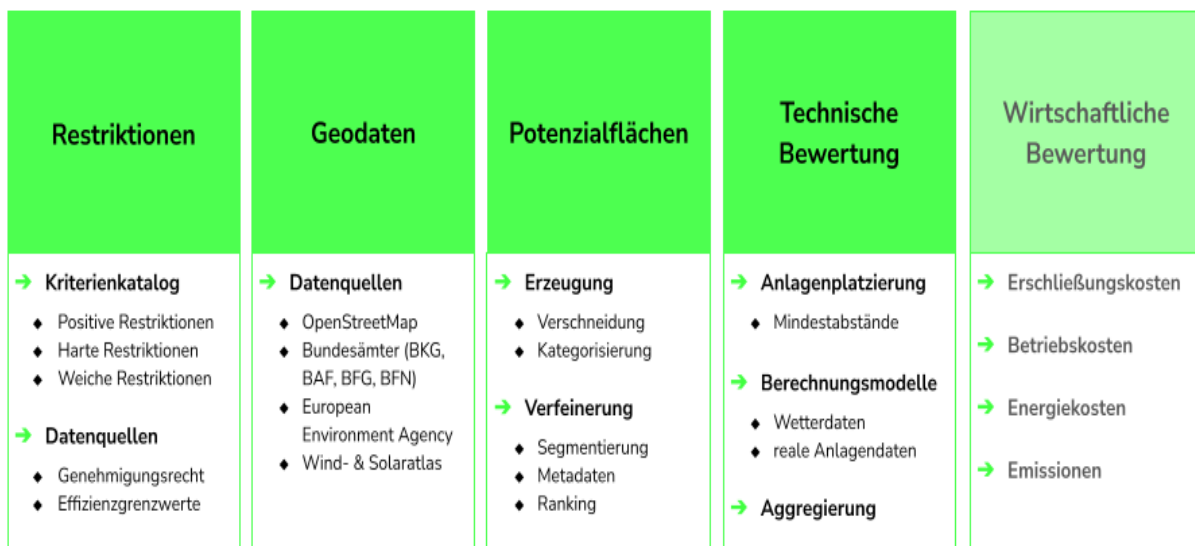 Restriktionen
Geodaten
Potenzialflächen
Technische
Bewertung
Wirtschaftliche
Bewertung
Kriterienkatalog
Positive Restriktionen
Harte Restriktionen
Weiche Restriktionen
Datenquellen
Genehmigungsrecht
Effizienzgrenzwerte
Datenquellen
OpenStreetMap
Bundesämter (BKG,
BAF, BFG, BFN)
European
Environment Agency
Wind- & Solaratlas
Erzeugung
Verschneidung
Kategorisierung
Verfeinerung
Segmentierung
Metadaten
Ranking
Anlagenplatzierung
Mindestabstände
Berechnungsmodelle
Wetterdaten
reale Anlagendaten
Aggregierung
Erschließungskosten
Betriebskosten
Energiekosten
Emissionen